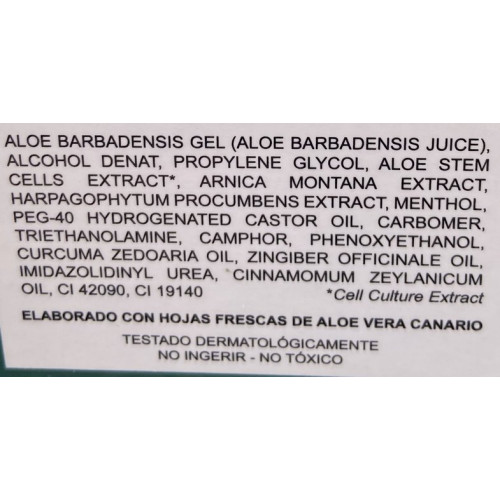 ALOE BARBADENSIS GEL (ALOE BARBADENSIS JUICE),
ALCOHOL DENAT, PROPYLENE GLYCOL, ALOE STEM
CELLS EXTRACT*, ARNICA MONTANA EXTRACT,
HARPAGOPHYTUM PROCUMBENS EXTRACT, MENTHOL,
PEG-40 HYDROGENATED CASTOR OIL, CARBOMER,
TRIETHANOLAMINE, CAMPHOR, PHENOXYETHANOL,
CURCUMA ZEDOARIA OIL, ZINGIBER OFFICINALE OIL,
IMIDAZOLIDINYL UREA, CINNAMOMUM ZEYLANICUM
OIL, CI 42090, CI 19140 *Cell Culture Extract
ELABORADO CON HOJAS FRESCAS DE ALOE VERA CANARIO
TESTADO DERMATOLÓGICAMENTE
NO INGERIR - NO TÓXICO